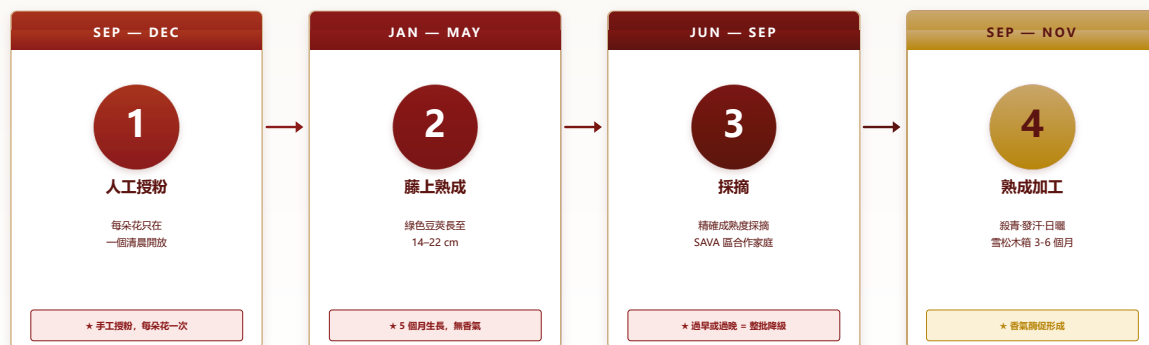 SEP — DEC
1
人工授粉
每朵花只在
一個清晨開放
★ 手工授粉，每朵花一次
JAN — MAY
2
藤上熟成
綠色豆莢長至
14–22 cm
★ 5 個月生長，無香氣
JUN — SEP
3
採摘
精確成熟度採摘
SAVA 區合作家庭
★ 過早或過晚 = 整批降級
SEP — NOV
4
熟成加工
殺青·發汗·日曬
雪松木箱 3-6 個月
★ 香氣酶促形成